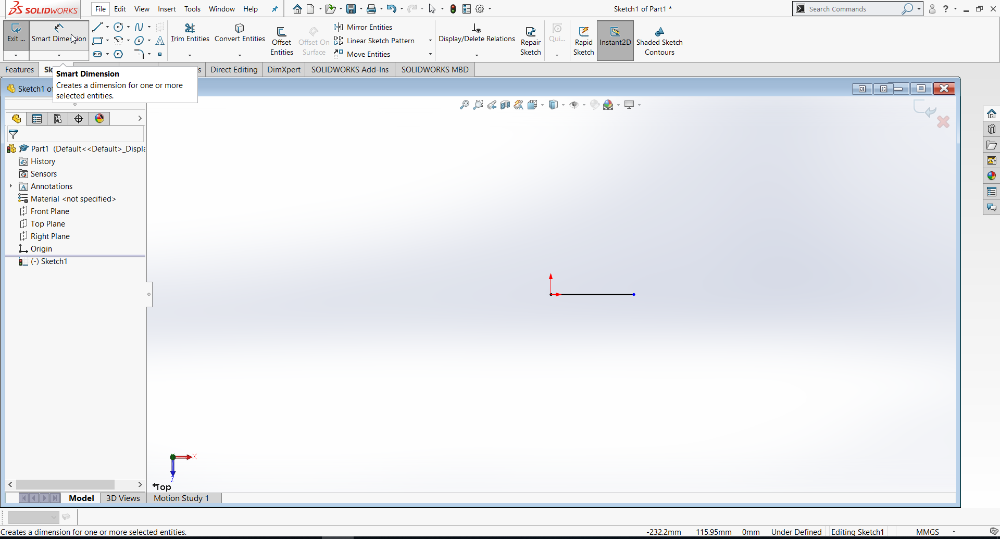 SOLIDWORKS
File Edit View Insert Tools Window Help
Sketch1 of Part1 *
Search Commands
Exit ...
Smart Dimension
Trim Entities
Convert Entities
Offset Entities
Offset On Surface
Mirror Entities
Linear Sketch Pattern
Move Entities
Display/Delete Relations
Repair Sketch
Qui...
Rapid Sketch
Instant2D
Shaded Sketch Contours
Features Sk s Direct Editing DimXpert SOLIDWORKS Add-Ins SOLIDWORKS MBD
Smart Dimension
Creates a dimension for one or more
selected entities.
Sketch1 o
Part1 (Default<<Default>_Displa
History
Sensors
Annotations
Material <not specified>
Front Plane
Top Plane
Right Plane
Origin
(-) Sketch1
X
Z
*Top
Model 3D Views Motion Study 1
Creates a dimension for one or more selected entities.
-232.2mm 115.95mm 0mm Under Defined Editing Sketch1 MMGS